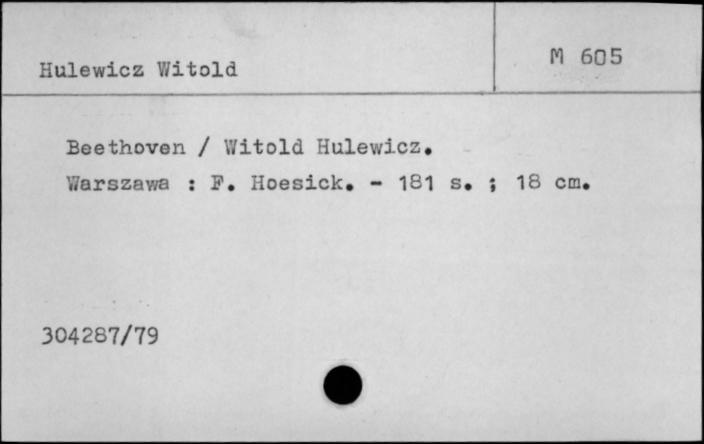 Hulewicz Witold
M 605
Beethoven / Witold Hulewicz.
Warszawa : F. Hoesick. - 181 s. ; 18 cm.
304287/79